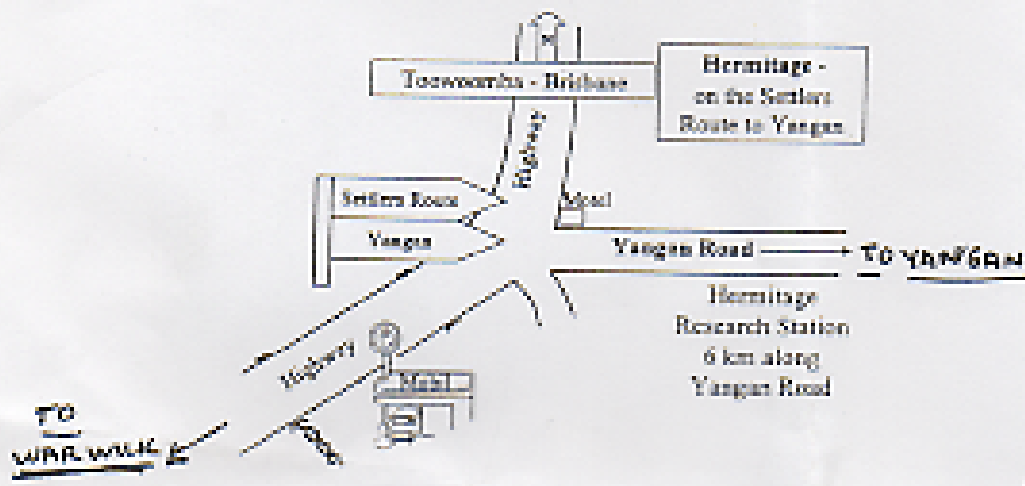 Toowoomba - Brisbane
Hermitage -
on the Settlers
Route to Yangan
Highway
Settlers Route
Yangan
Motel
Yangan Road
TO YANGAN
Hermitage
Research Station
6 km along
Yangan Road
Highway
TO
WARWICK